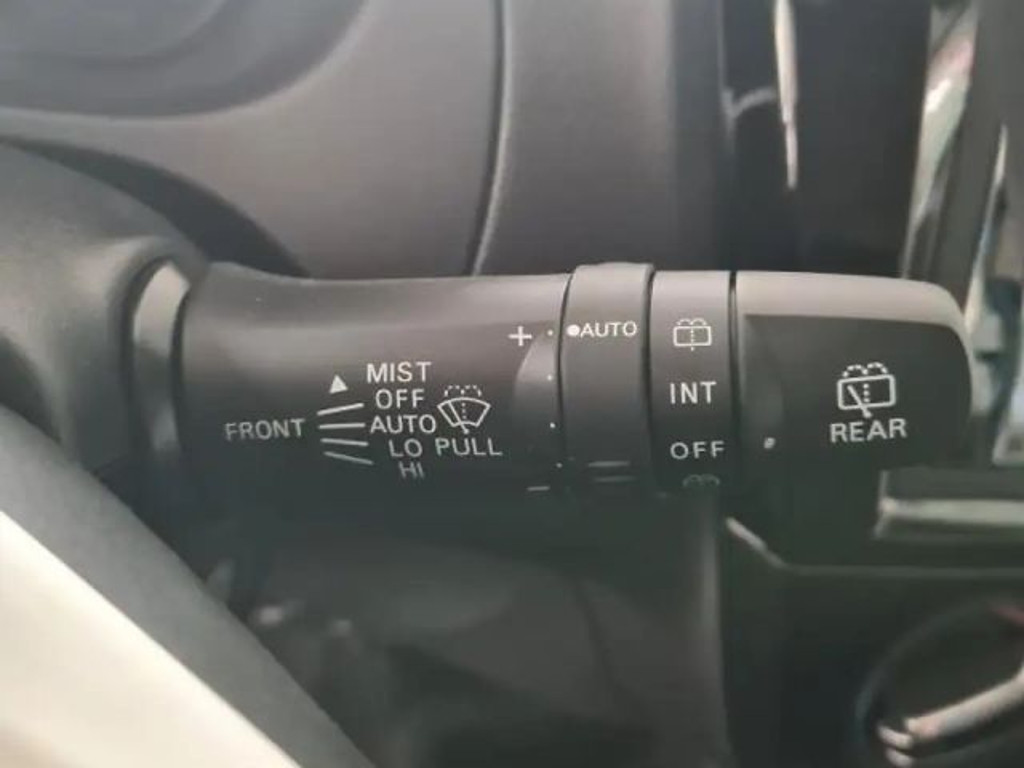 + •AUTO
MIST
OFF
FRONT AUTO
LO PULL
HI
INT
OFF
REAR